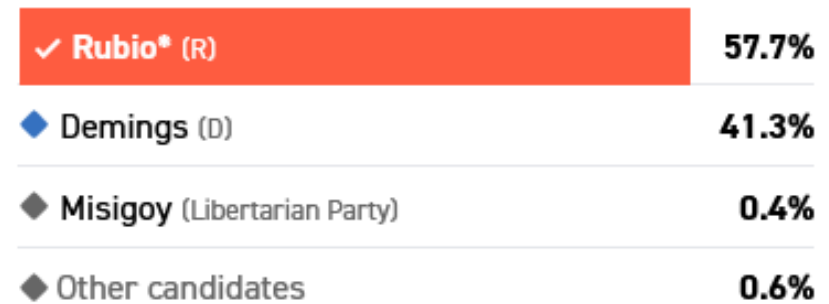 Rubio* (R) 57.7%
Demings (D) 41.3%
Misigoy (Libertarian Party) 0.4%
Other candidates 0.6%